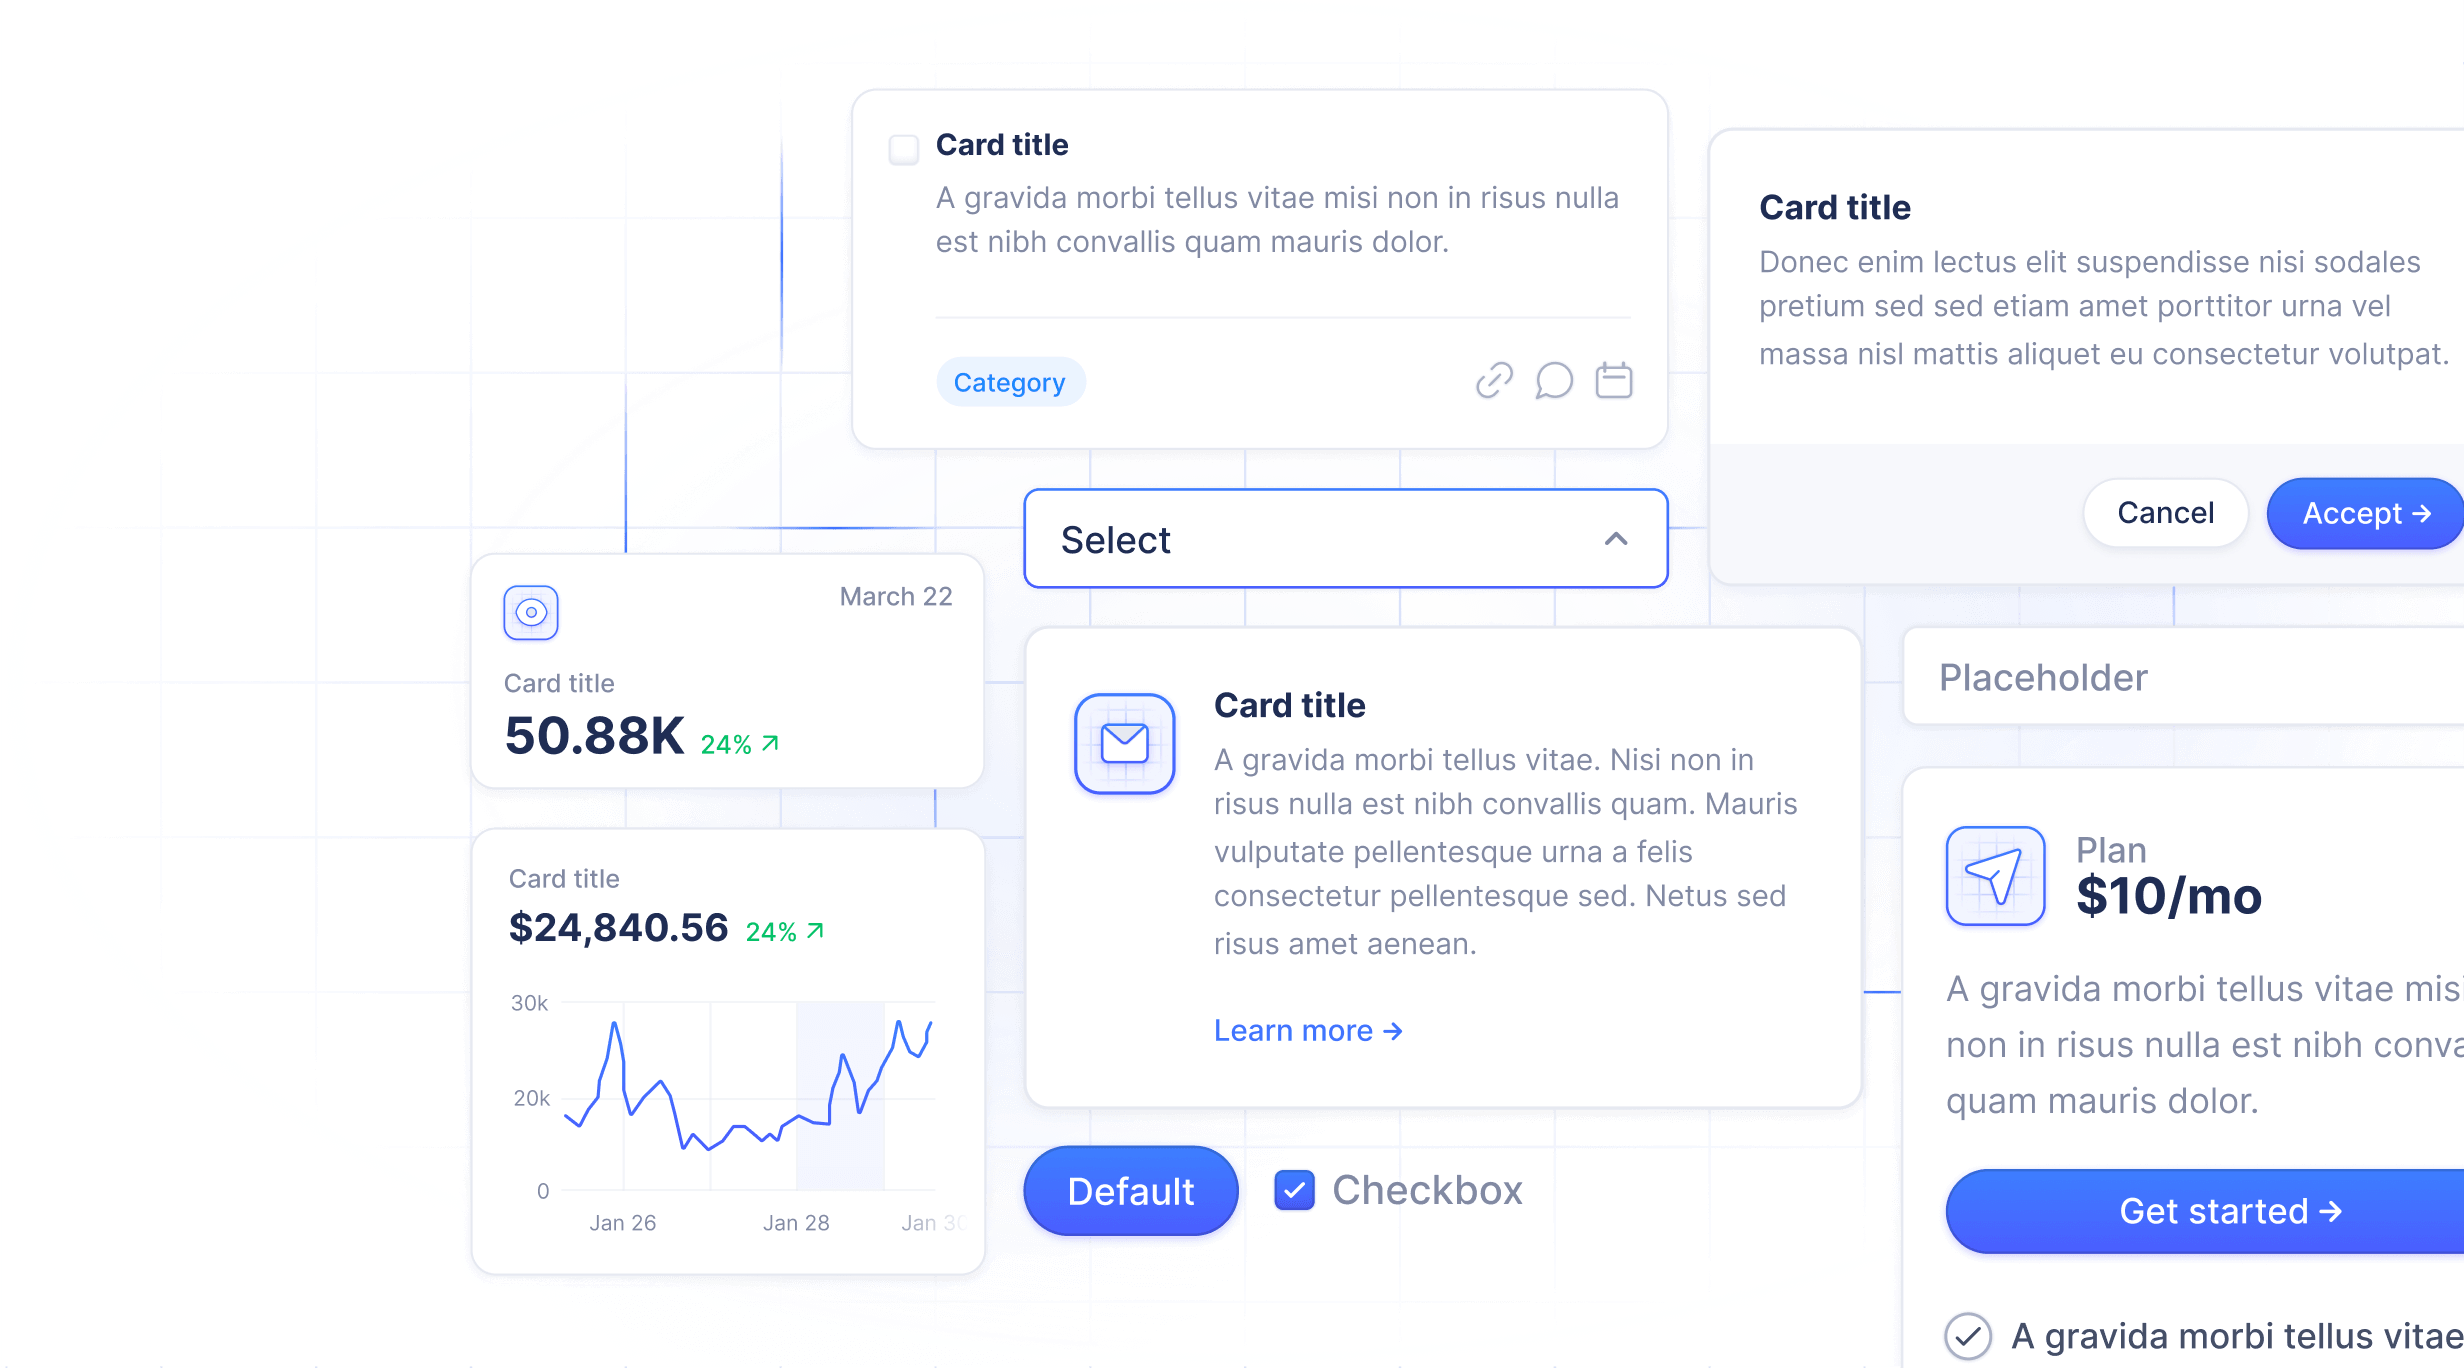 Card title
A gravida morbi tellus vitae misi non in risus nulla
est nibh convallis quam mauris dolor.
Category
Card title
Donec enim lectus elit suspendisse nisi sodales
pretium sed sed etiam amet porttitor urna vel
massa nisl mattis aliquet eu consectetur volutpat.
Cancel
Accept →
Select
March 22
Card title
50.88K 24% ↗
Card title
A gravida morbi tellus vitae. Nisi non in
risus nulla est nibh convallis quam. Mauris
vulputate pellentesque urna a felis
consectetur pellentesque sed. Netus sed
risus amet aenean.
Learn more →
Placeholder
Card title
$24,840.56 24% ↗
30k
20k
0
Jan 26
Jan 28
Jan 30
Plan
$10/mo
A gravida morbi tellus vitae
non in risus nulla est nibh
quam mauris dolor.
Get started →
A gravida morbi tellus vitae
Default
Checkbox